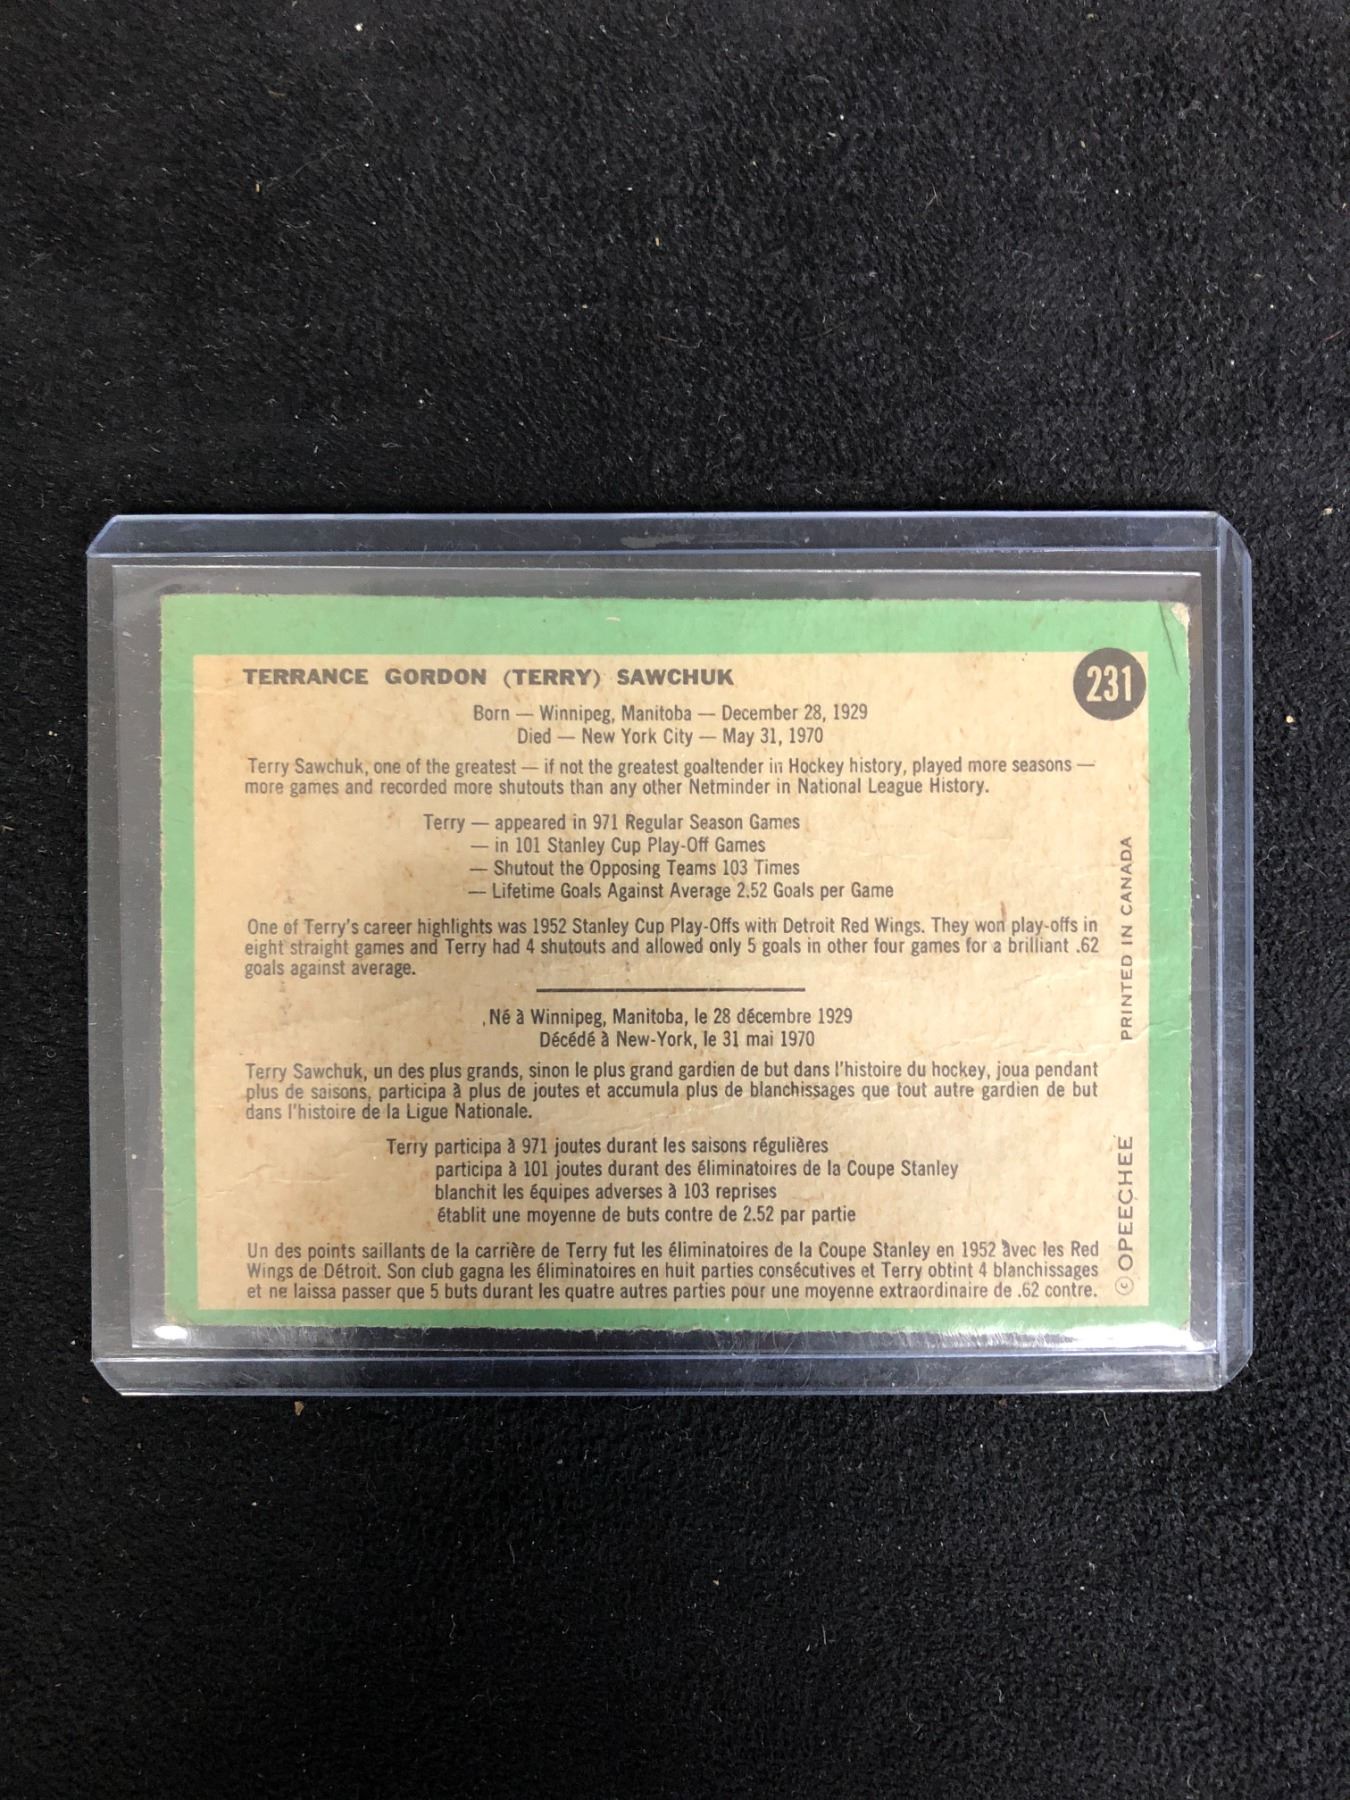 TERRANCE GORDON (TERRY) SAWCHUK
231
Born — Winnipeg, Manitoba — December 28, 1929
Died — New York City — May 31, 1970
Terry Sawchuk, one of the greatest — if not the greatest goaltender in Hockey history, played more seasons —
more games and recorded more shutouts than any other Netminder in National League History.
Terry — appeared in 971 Regular Season Games
— in 101 Stanley Cup Play-Off Games
— Shutout the Opposing Teams 103 Times
— Lifetime Goals Against Average 2.52 Goals per Game
One of Terry's career highlights was 1952 Stanley Cup Play-Offs with Detroit Red Wings. They won play-offs in
eight straight games and Terry had 4 shutouts and allowed only 5 goals in other four games for a brilliant .62
goals against average.
Né à Winnipeg, Manitoba, le 28 décembre 1929
Décédé à New-York, le 31 mai 1970
Terry Sawchuk, un des plus grands, sinon le plus grand gardien de but dans l'histoire du hockey, joua pendant
plus de saisons, participa à plus de joutes et accumula plus de blanchissages que tout autre gardien de but
dans l'histoire de la Ligue Nationale.
Terry participa à 971 joutes durant les saisons régulières
participa à 101 joutes durant des éliminatoires de la Coupe Stanley
blanchit les équipes adverses à 103 reprises
établit une moyenne de buts contre de 2.52 par partie
Un des points saillants de la carrière de Terry fut les éliminatoires de la Coupe Stanley en 1952 avec les Red
Wings de Détroit. Son club gagna les éliminatoires en huit parties consécutives et Terry obtint 4 blanchissages
et ne laissa passer que 5 buts durant les quatre autres parties pour une moyenne extraordinaire de .62 contre.
© OPEECHEE
PRINTED IN CANADA